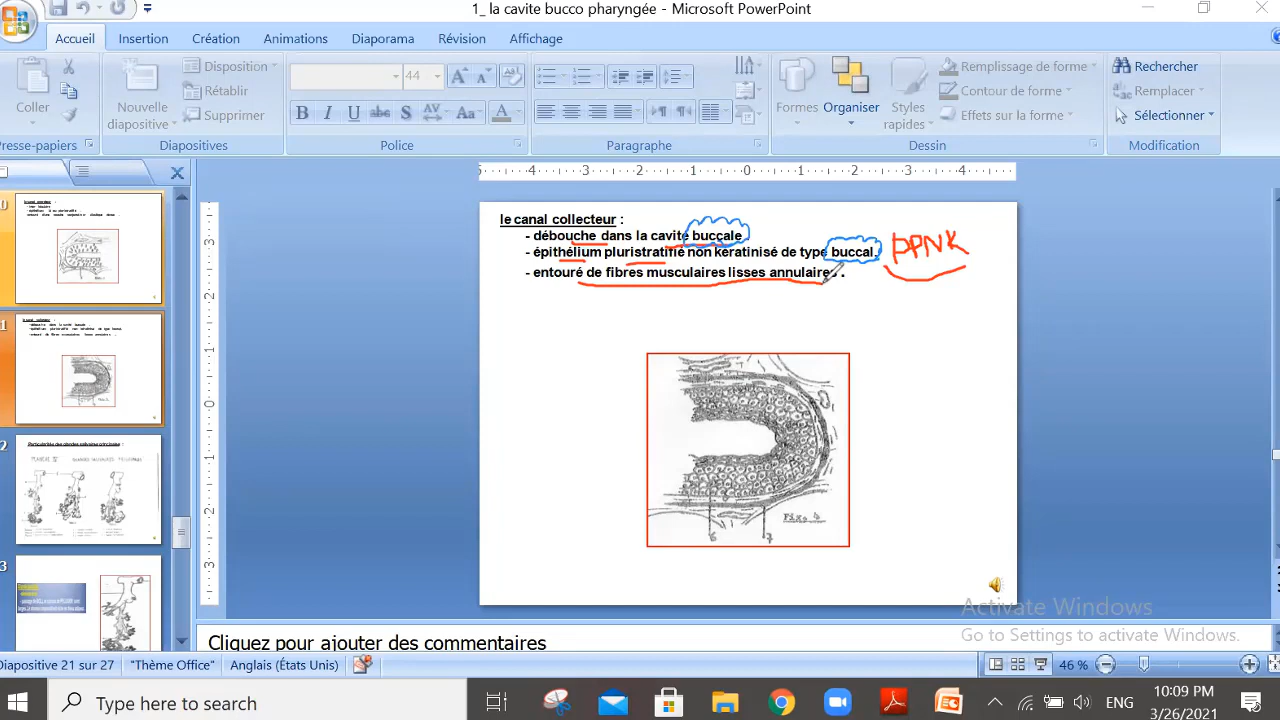 1_ la cavite bucco pharyngée - Microsoft PowerPoint
Accueil Insertion Création Animations Diaporama Révision Affichage
Coller
Nouvelle diapositive
Disposition
Rétablir
Supprimer
44
Formes Organiser Styles rapides
Remplissage de forme
Contour de forme
Effets sur la forme
Rechercher
Remplacer
Sélectionner
Presse-papiers Diapositives Police Paragraphe Dessin Modification
le canal collecteur :
- débouche dans la cavité buccale .
- épithélium pluristratifié non kératinisé de type buccal.
- entouré de fibres musculaires lisses annulaires .
PPNK
Fix. 4
6 7
Particularités des glandes salivaires principales :
Activate Windows
Go to Settings to activate Windows.
Cliquez pour ajouter des commentaires
Diapositive 21 sur 27 "Thème Office" Anglais (États Unis) 46 %
Type here to search
ENG
10:09 PM
3/26/2021